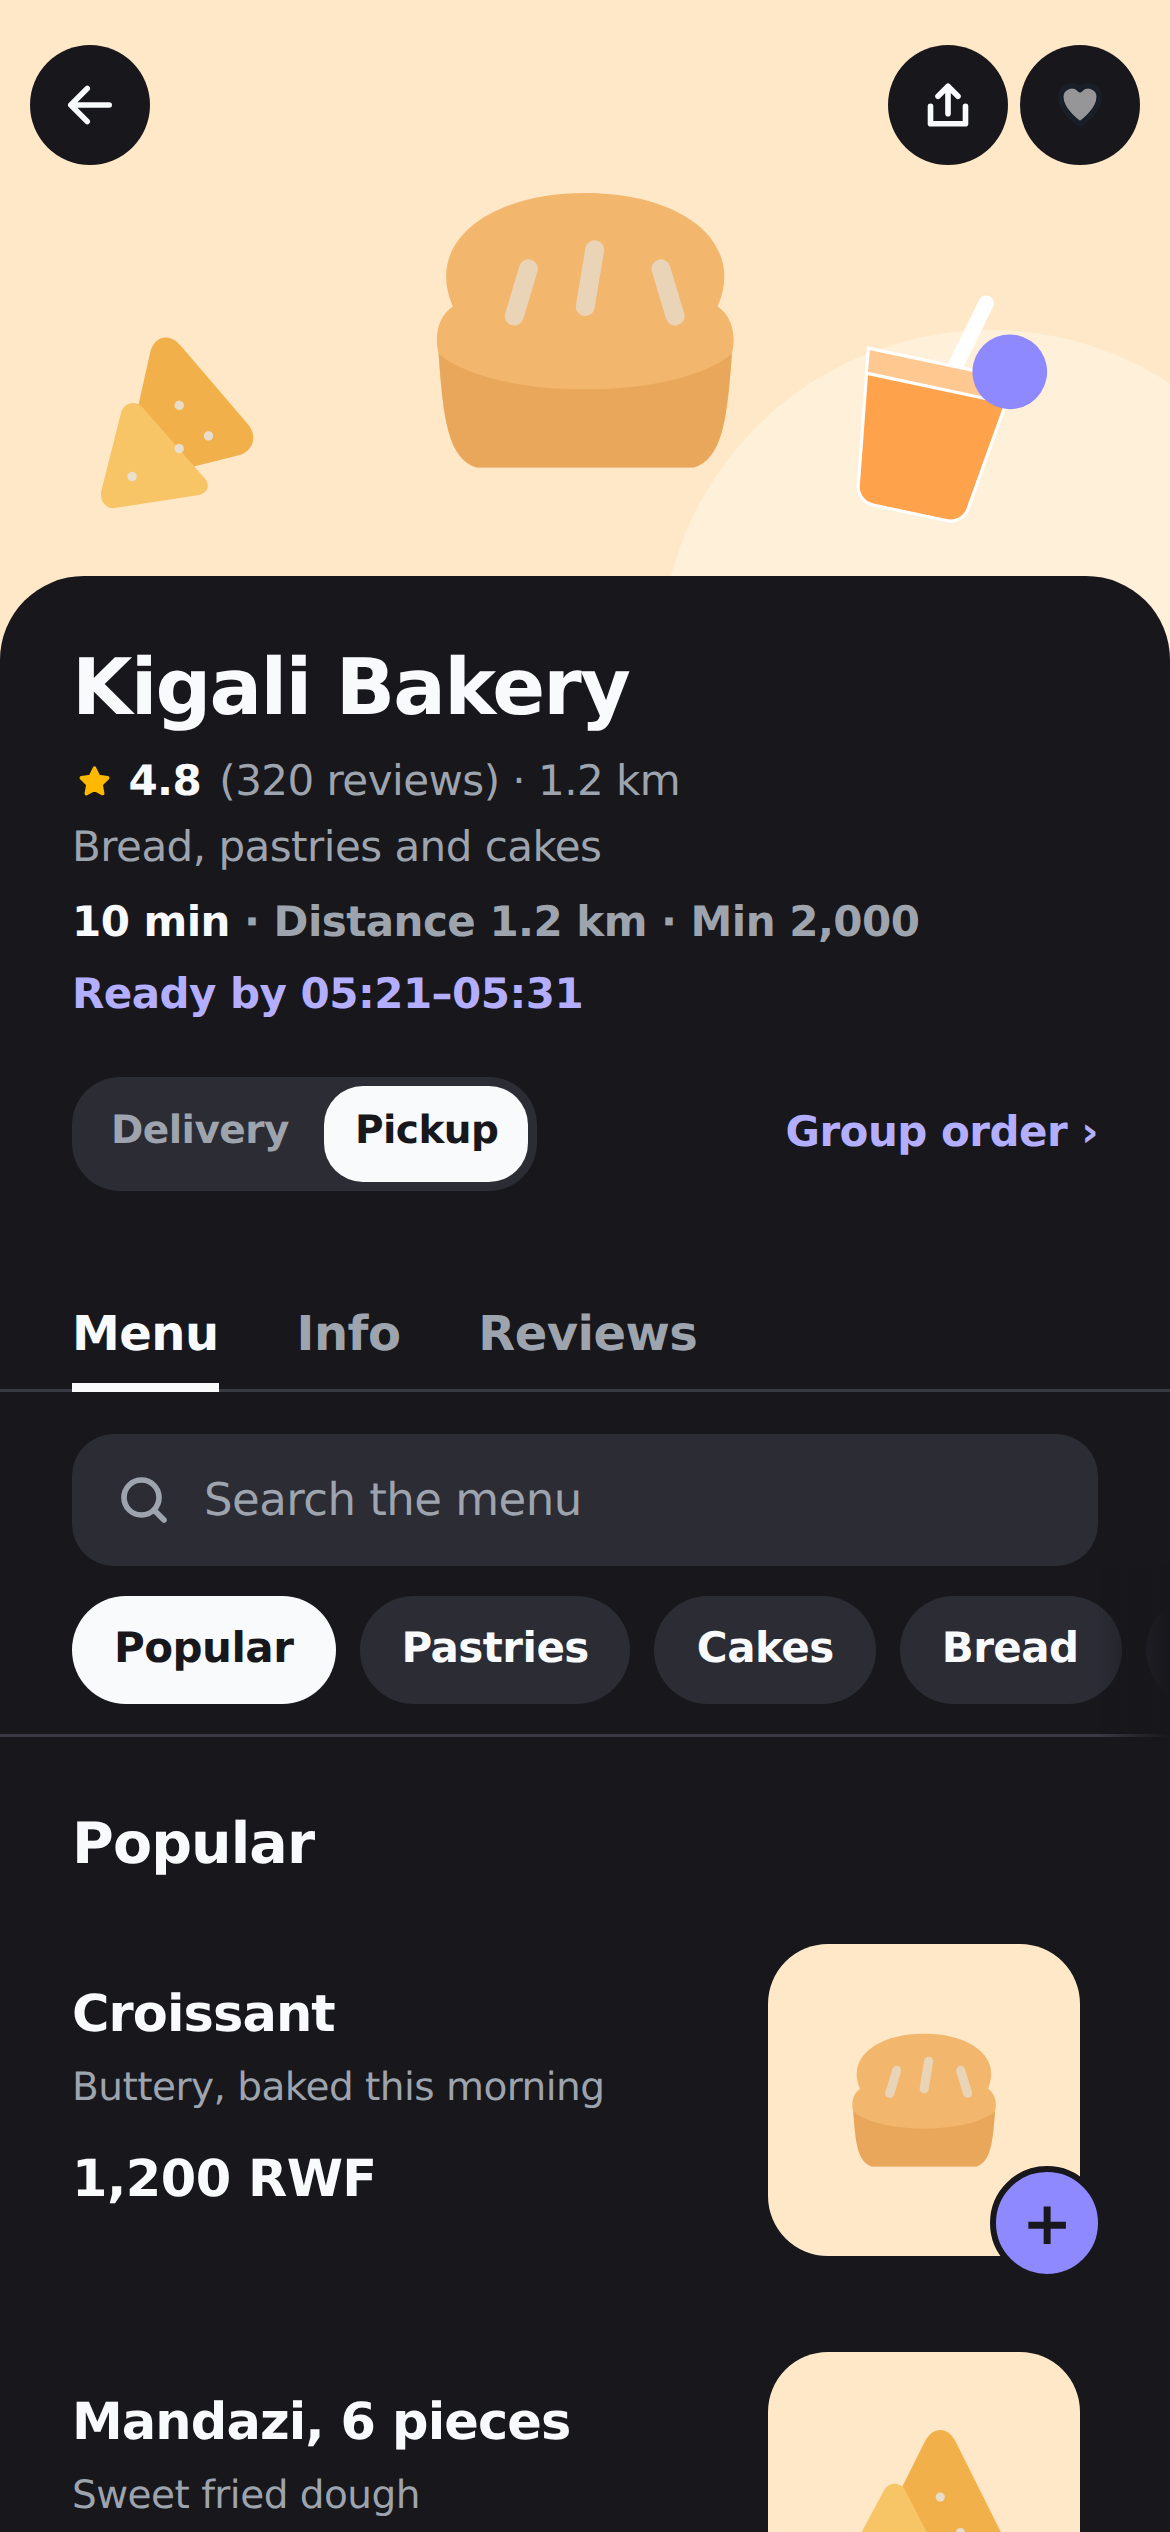 Kigali Bakery
4.8 (320 reviews) · 1.2 km
Bread, pastries and cakes
10 min · Distance 1.2 km · Min 2,000
Ready by 05:21–05:31
Delivery Pickup Group order ›
Menu Info Reviews
Search the menu
Popular Pastries Cakes Bread
Popular
Croissant
Buttery, baked this morning
1,200 RWF
+
Mandazi, 6 pieces
Sweet fried dough